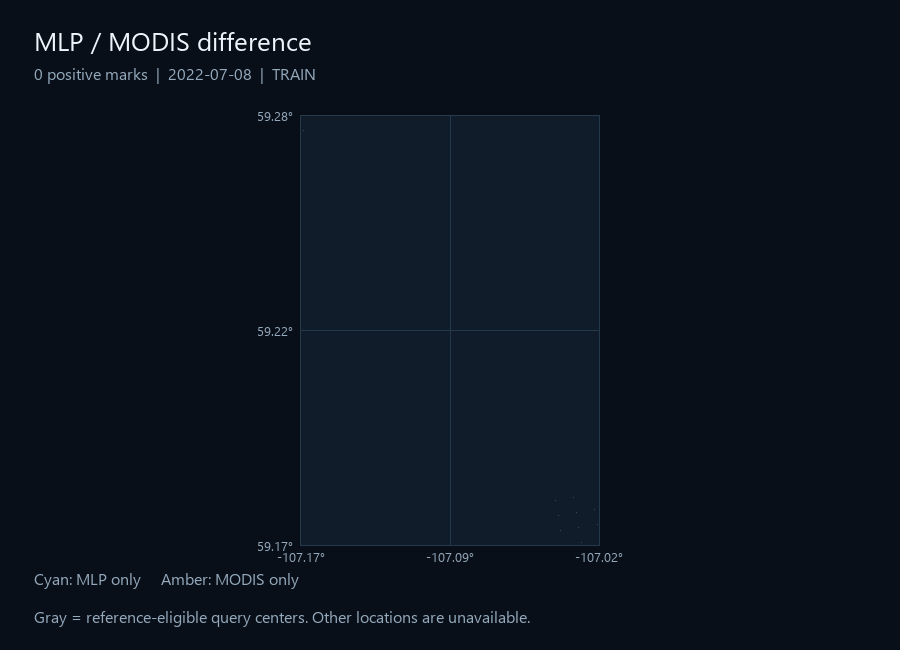 MLP / MODIS difference
0 positive marks | 2022-07-08 | TRAIN
59.28°
59.22°
59.17°
-107.17° -107.09° -107.02°
Cyan: MLP only Amber: MODIS only
Gray = reference-eligible query centers. Other locations are unavailable.